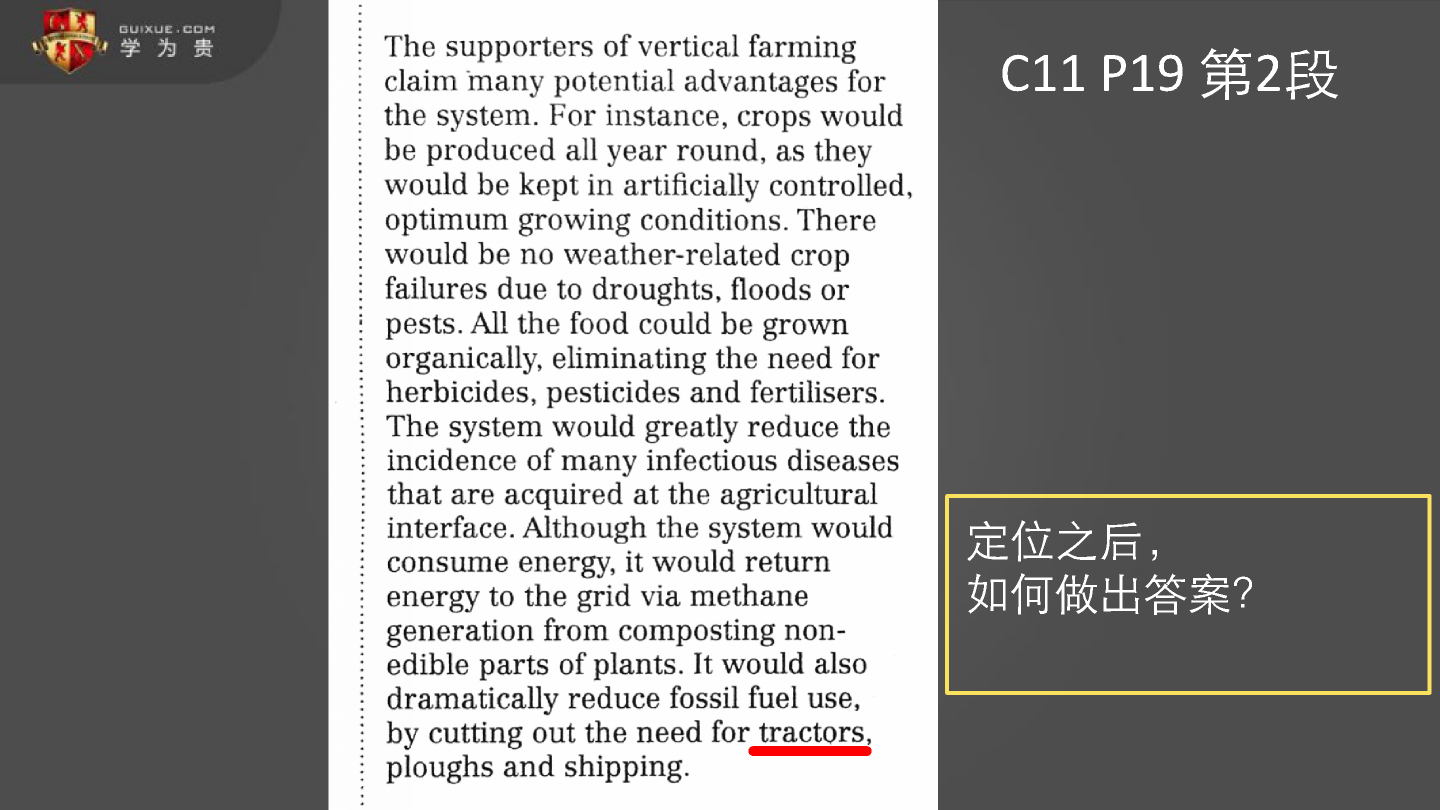 GUIXUE.COM
学为贵
The supporters of vertical farming
claim many potential advantages for
the system. For instance, crops would
be produced all year round, as they
would be kept in artificially controlled,
optimum growing conditions. There
would be no weather-related crop
failures due to droughts, floods or
pests. All the food could be grown
organically, eliminating the need for
herbicides, pesticides and fertilisers.
The system would greatly reduce the
incidence of many infectious diseases
that are acquired at the agricultural
interface. Although the system would
consume energy, it would return
energy to the grid via methane
generation from composting non-
edible parts of plants. It would also
dramatically reduce fossil fuel use,
by cutting out the need for tractors,
ploughs and shipping.
C11 P19 第2段
定位之后，
如何做出答案？